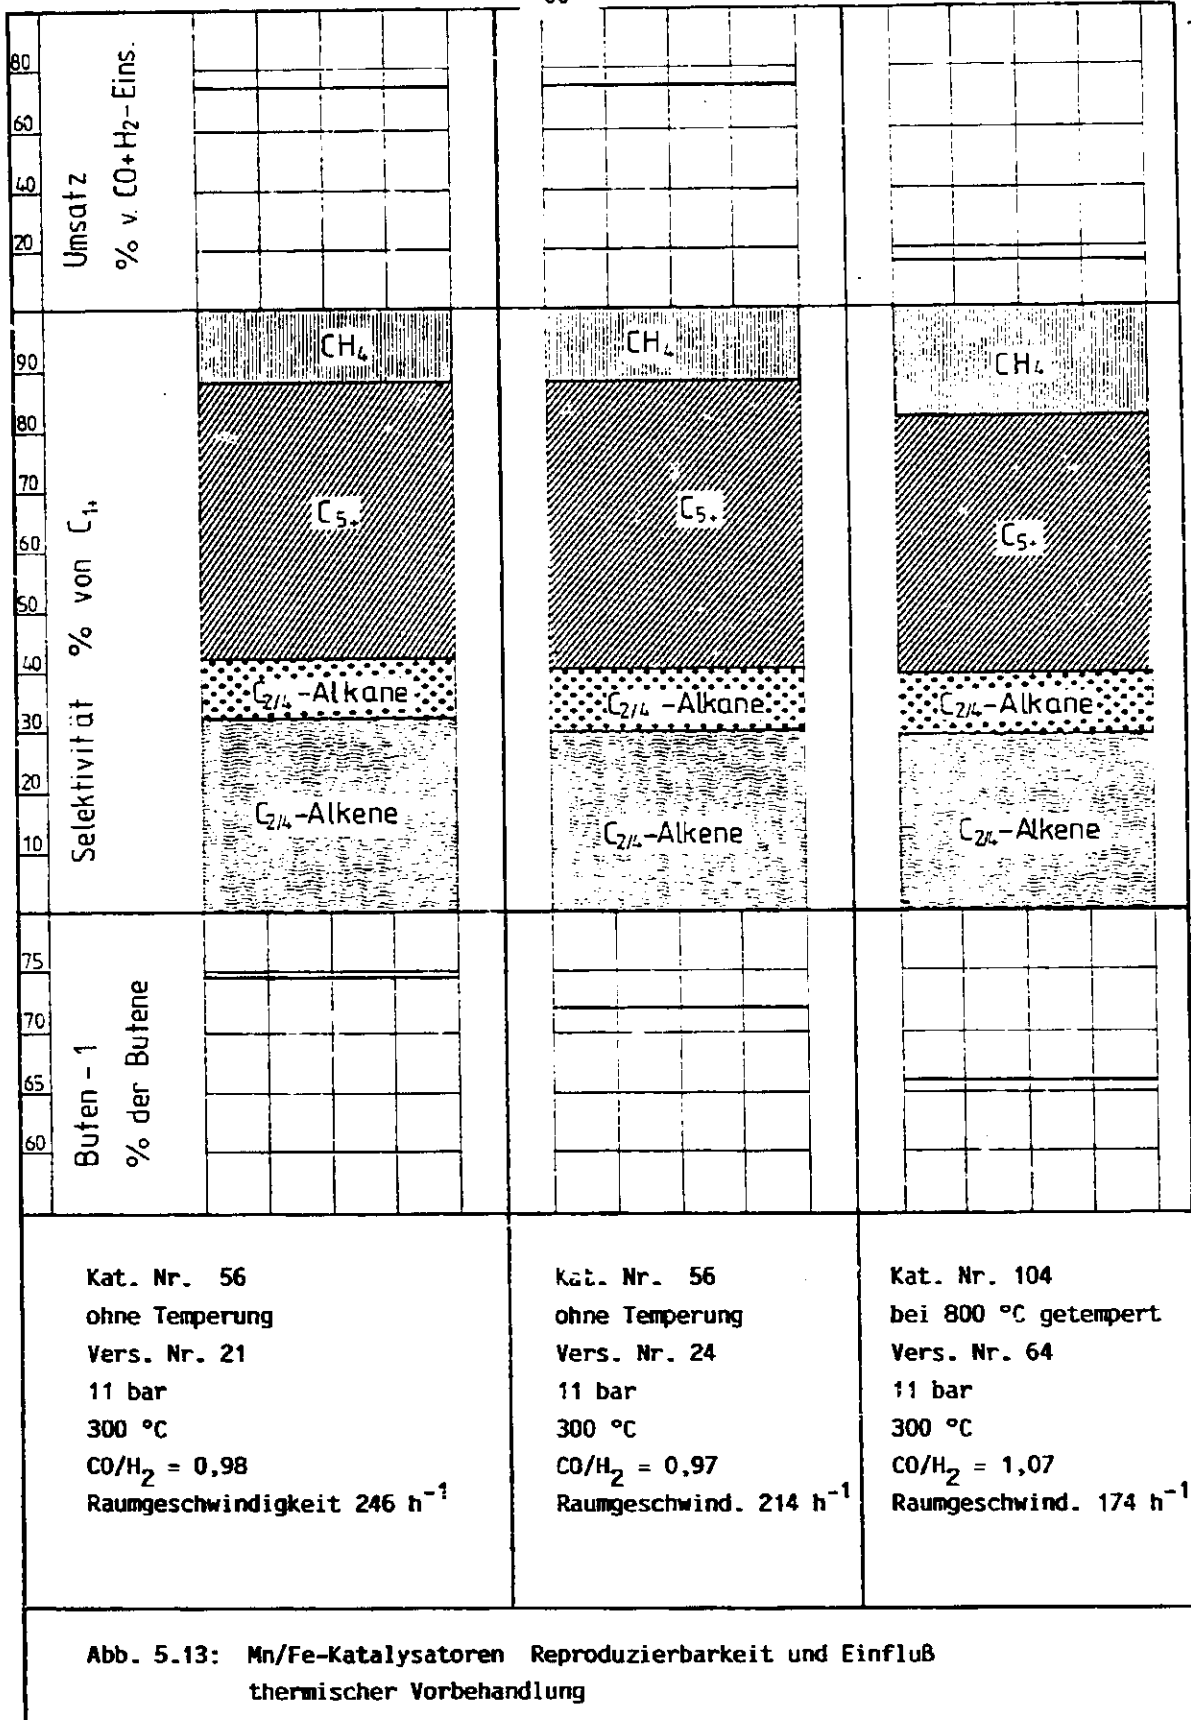 80
60
40
20
Umsatz
% v. CO+H₂-Eins.
90
80
70
60
50
40
30
20
10
Selektivität % von C₁₊
CH₄
C₅₊
C₂/₄-Alkane
C₂/₄-Alkene
CH₄
C₅₊
C₂/₄-Alkane
C₂/₄-Alkene
CH₄
C₅₊
C₂/₄-Alkane
C₂/₄-Alkene
75
70
65
60
Buten-1
% der Butene
Kat. Nr. 56
ohne Temperung
Vers. Nr. 21
11 bar
300 °C
CO/H₂ = 0,98
Raumgeschwindigkeit 246 h⁻¹
Kat. Nr. 56
ohne Temperung
Vers. Nr. 24
11 bar
300 °C
CO/H₂ = 0,97
Raumgeschwind. 214 h⁻¹
Kat. Nr. 104
bei 800 °C getempert
Vers. Nr. 64
11 bar
300 °C
CO/H₂ = 1,07
Raumgeschwind. 174 h⁻¹
Abb. 5.13: Mn/Fe-Katalysatoren Reproduzierbarkeit und Einfluß
thermischer Vorbehandlung